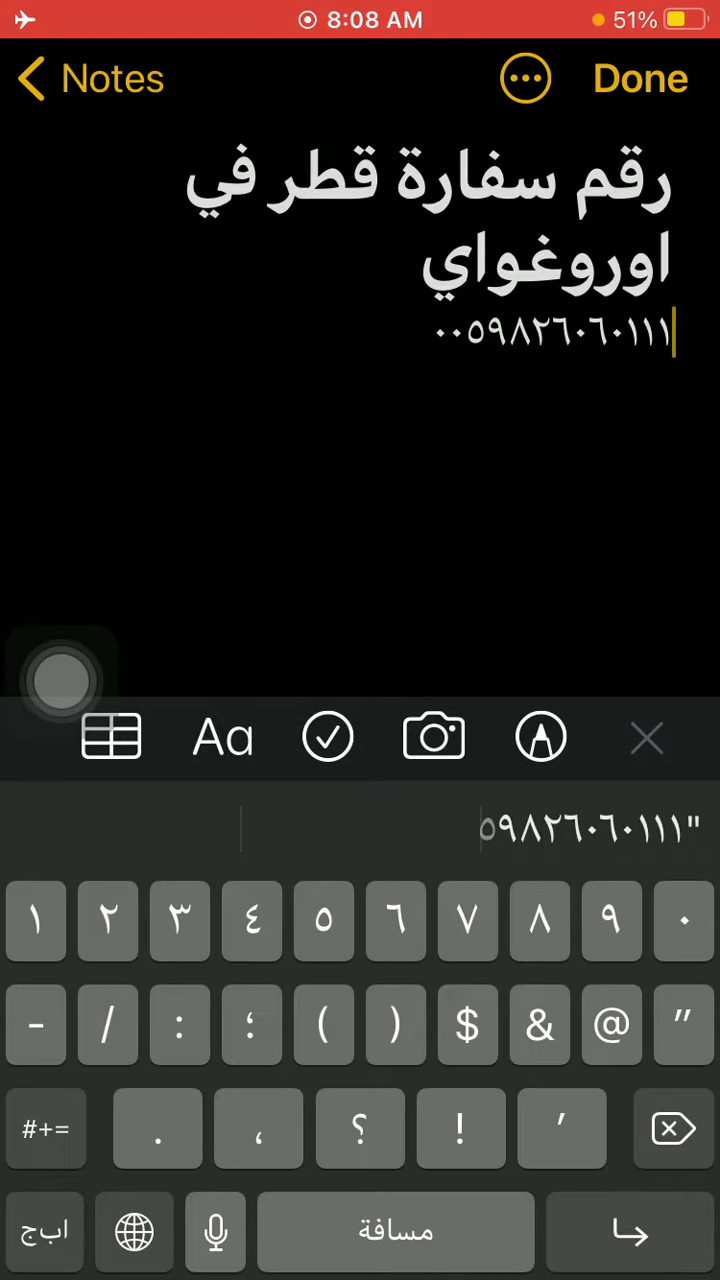 8:08 AM
51%
Notes
Done
رقم سفارة قطر في
اوروغواي
٠٠٥٩٨٢٦٠٦٠١١١
٥٩٨٢٦٠٦٠١١١"
١ ٢ ٣ ٤ ٥ ٦ ٧ ٨ ٩ ٠
- / : ؛ ( ) $ & @ "
#+= . ، ؟ ! '
اب‌ج مسافة
Aa